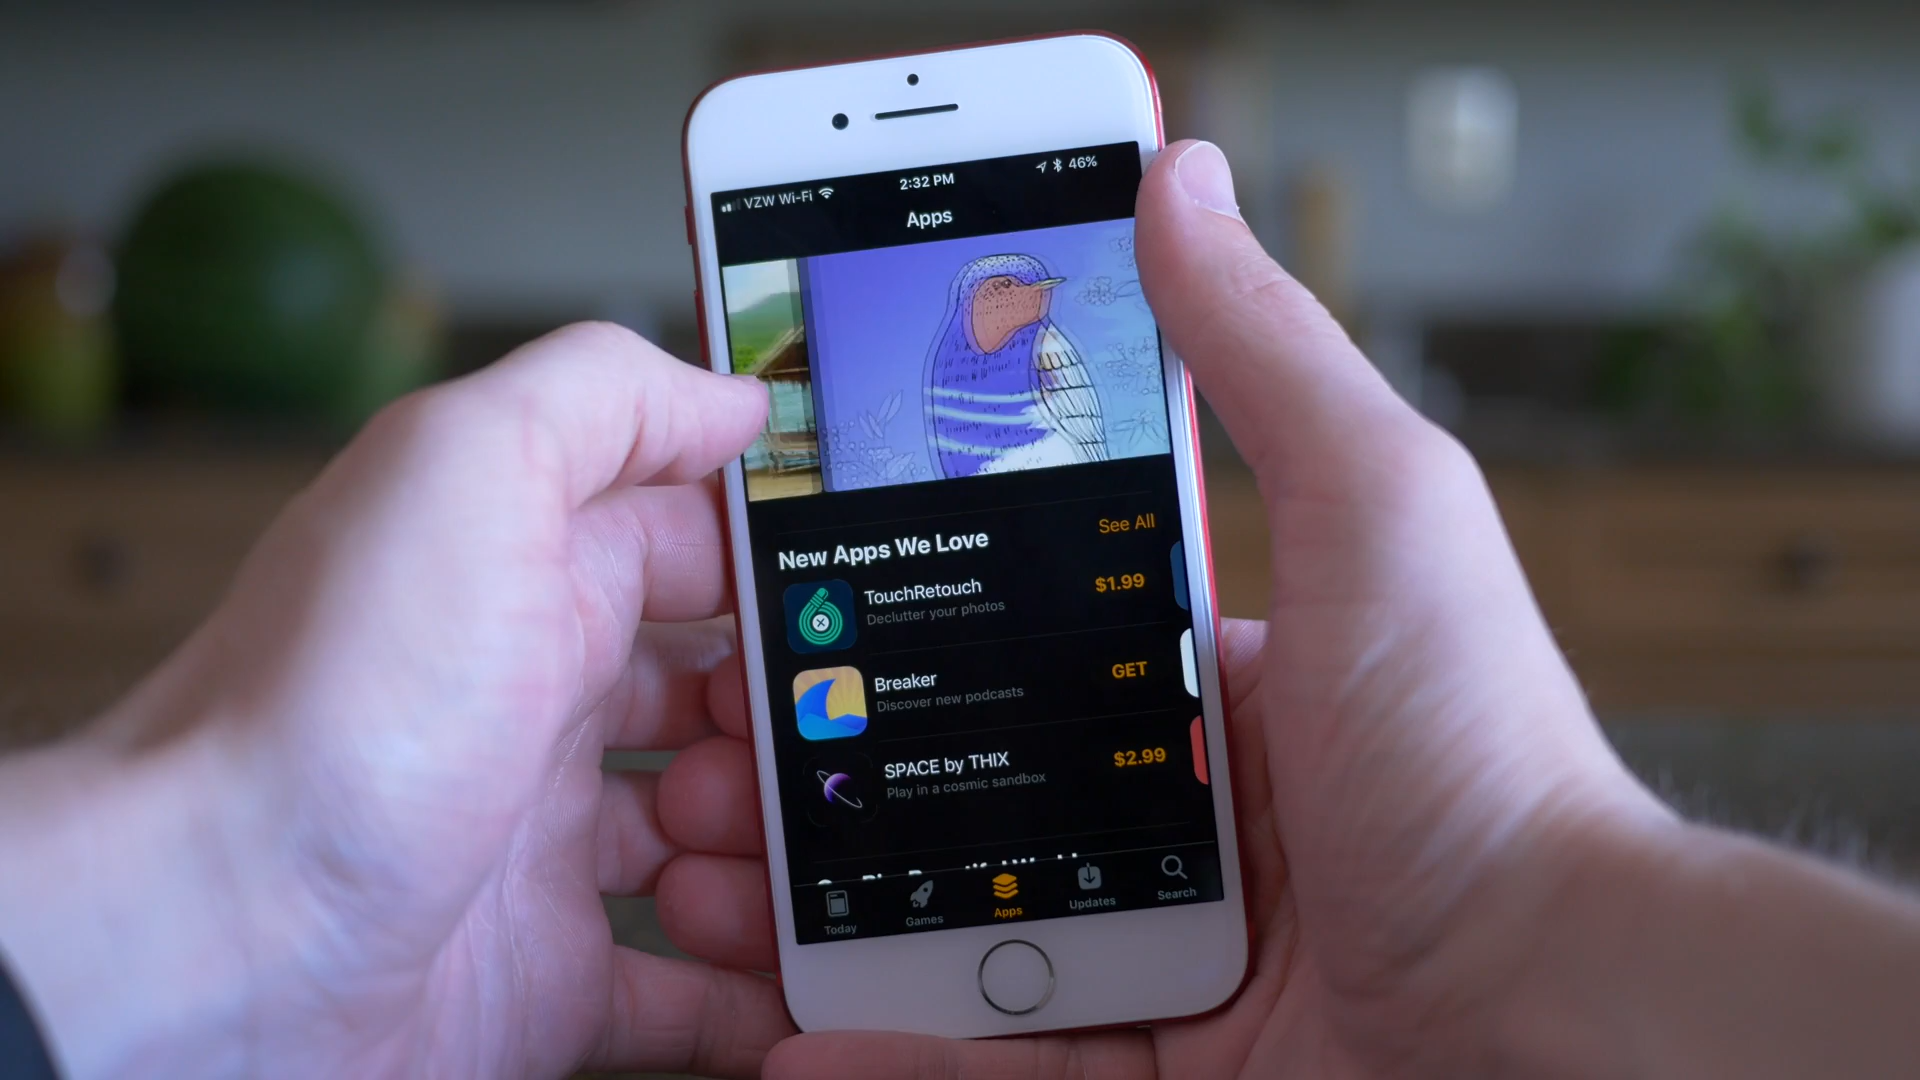 VZW Wi-Fi 2:32 PM 46%
Apps
New Apps We Love See All
TouchRetouch $1.99
Declutter your photos
Breaker GET
Discover new podcasts
SPACE by THIX $2.99
Play in a cosmic sandbox
Today Games Apps Updates Search